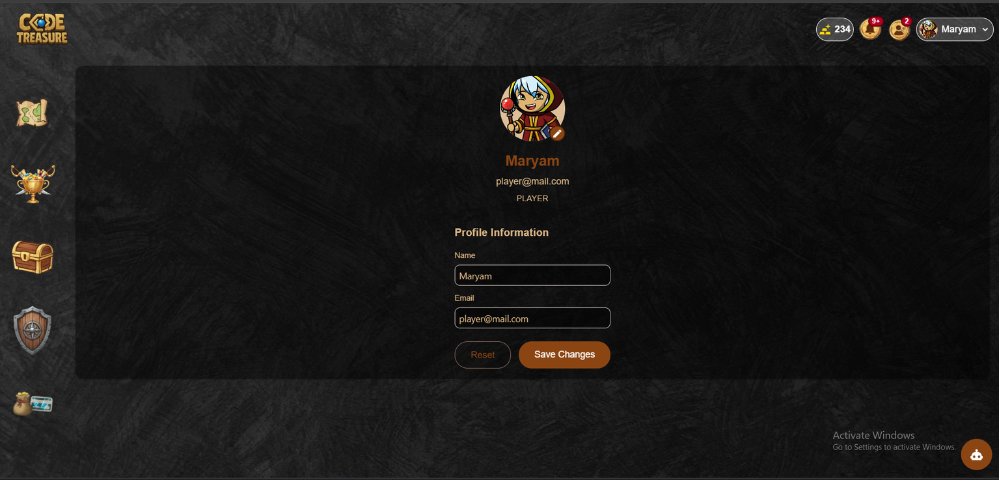 CODE
TREASURE
234
9+
2
Maryam
Maryam
player@mail.com
PLAYER
Profile Information
Name
Maryam
Email
player@mail.com
Reset
Save Changes
Activate Windows
Go to Settings to activate Windows.